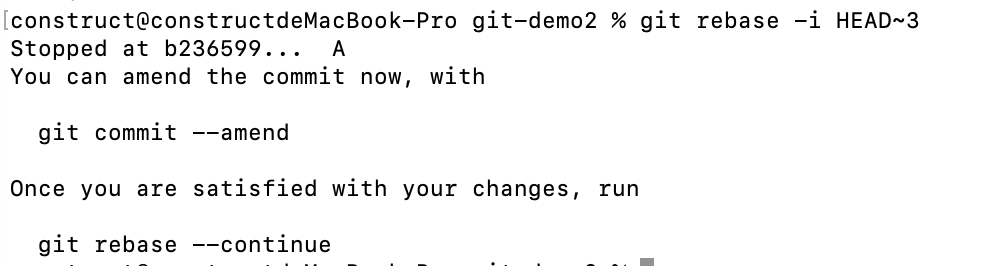 [construct@constructdeMacBook-Pro git-demo2 % git rebase -i HEAD~3
Stopped at b236599...  A
You can amend the commit now, with

  git commit --amend

Once you are satisfied with your changes, run

  git rebase --continue